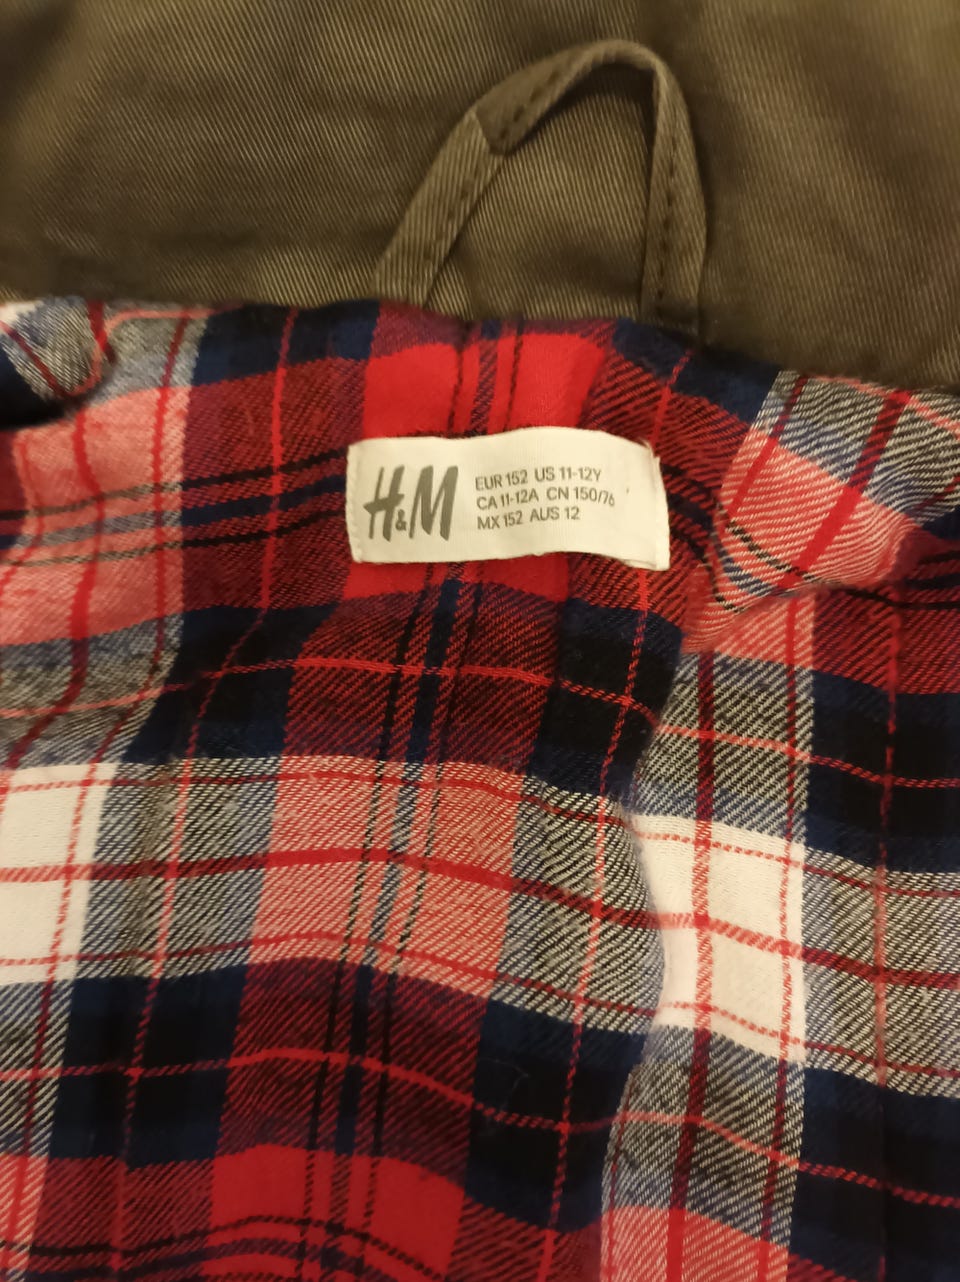 H&M
EUR 152 US 11-12Y
CA 11-12A CN 150/76
MX 152 AUS 12